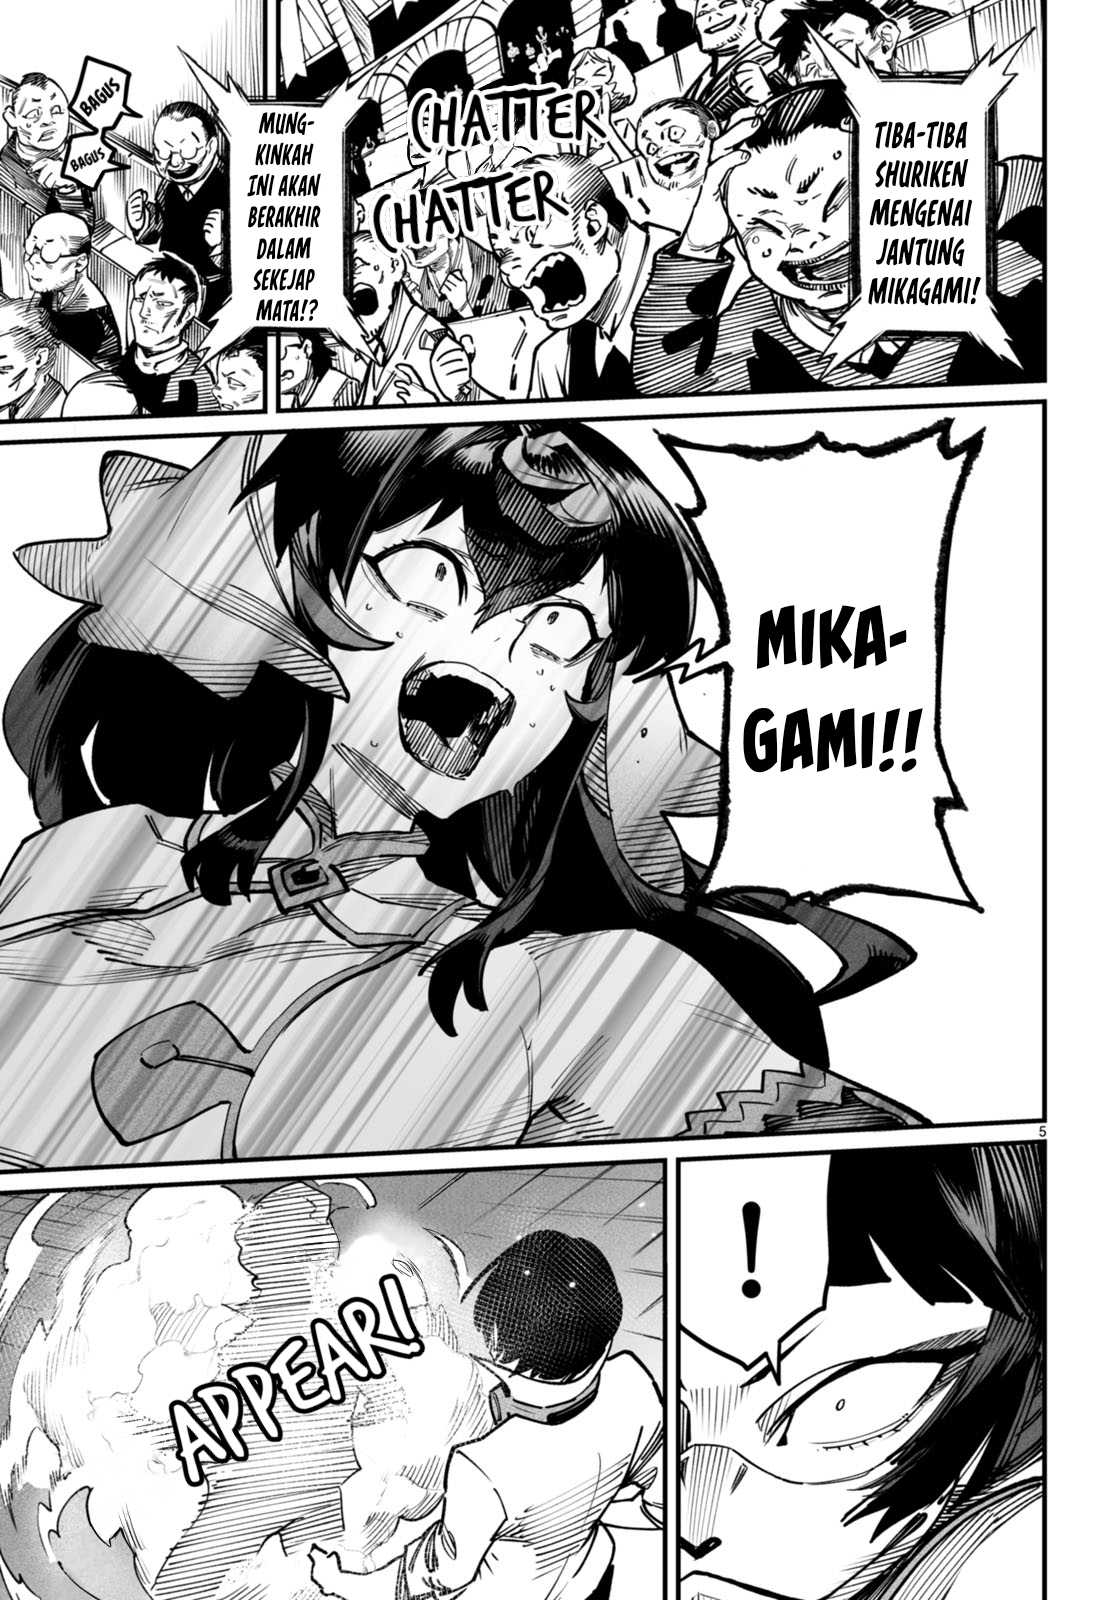 TIBA-TIBA
SHURIKEN
MENGENAI
JANTUNG
MIKAGAMI!
CHATTER
CHATTER
MUNG-
KINKAH
INI AKAN
BERAKHIR
DALAM
SEKEJAP
MATA!?
BAGUS
BAGUS
MIKA-
GAMI!!
5
!
APPEAR!